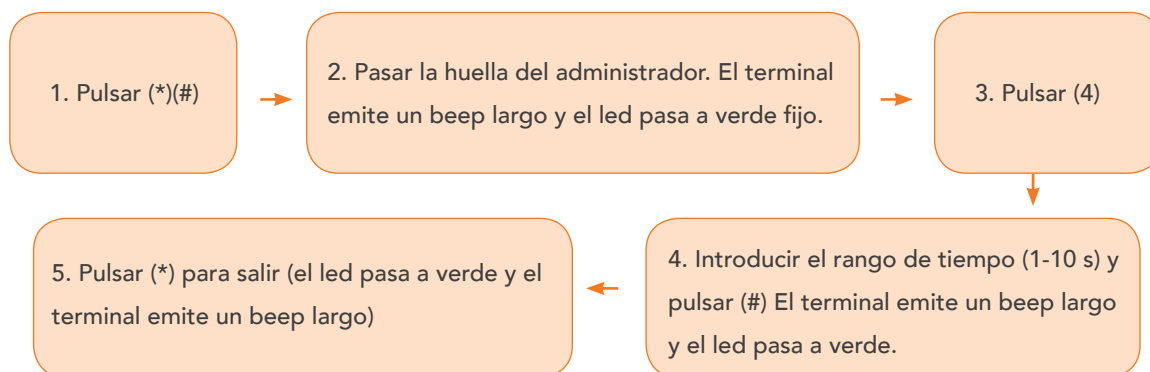 1. Pulsar (*)(#)
2. Pasar la huella del administrador. El terminal
emite un beep largo y el led pasa a verde fijo.
3. Pulsar (4)
4. Introducir el rango de tiempo (1-10 s) y
pulsar (#) El terminal emite un beep largo
y el led pasa a verde.
5. Pulsar (*) para salir (el led pasa a verde y el
terminal emite un beep largo)